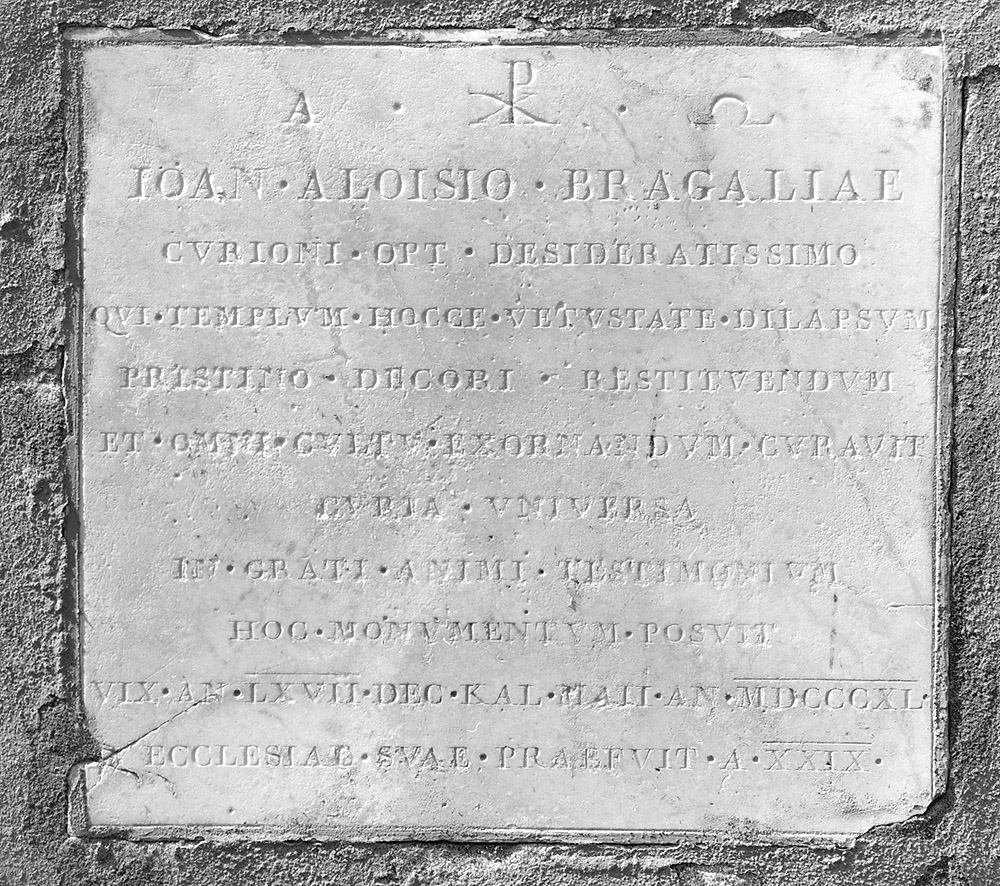 A · ☧ · Ω
IOAN · ALOISIO · BRAGALIAE
CVRIONI · OPT · DESIDERATISSIMO
QVI · TEMPLVM · HOCCE · VETVSTATE · DILAPSVM
PRISTINO · DECORI · RESTITVENDVM
ET · OMNI · CVLTV · EXORNANDVM · CVRAVIT
CVRIA · VNIVERSA
IN · GRATI · ANIMI · TESTIMONIVM
HOC · MONVMENTVM · POSVIT
VIX · AN · LXVII · DEC · KAL · MAII · AN · MDCCCXL ·
ECCLESIAE · SVAE · PRAEFVIT · A · XXIX ·